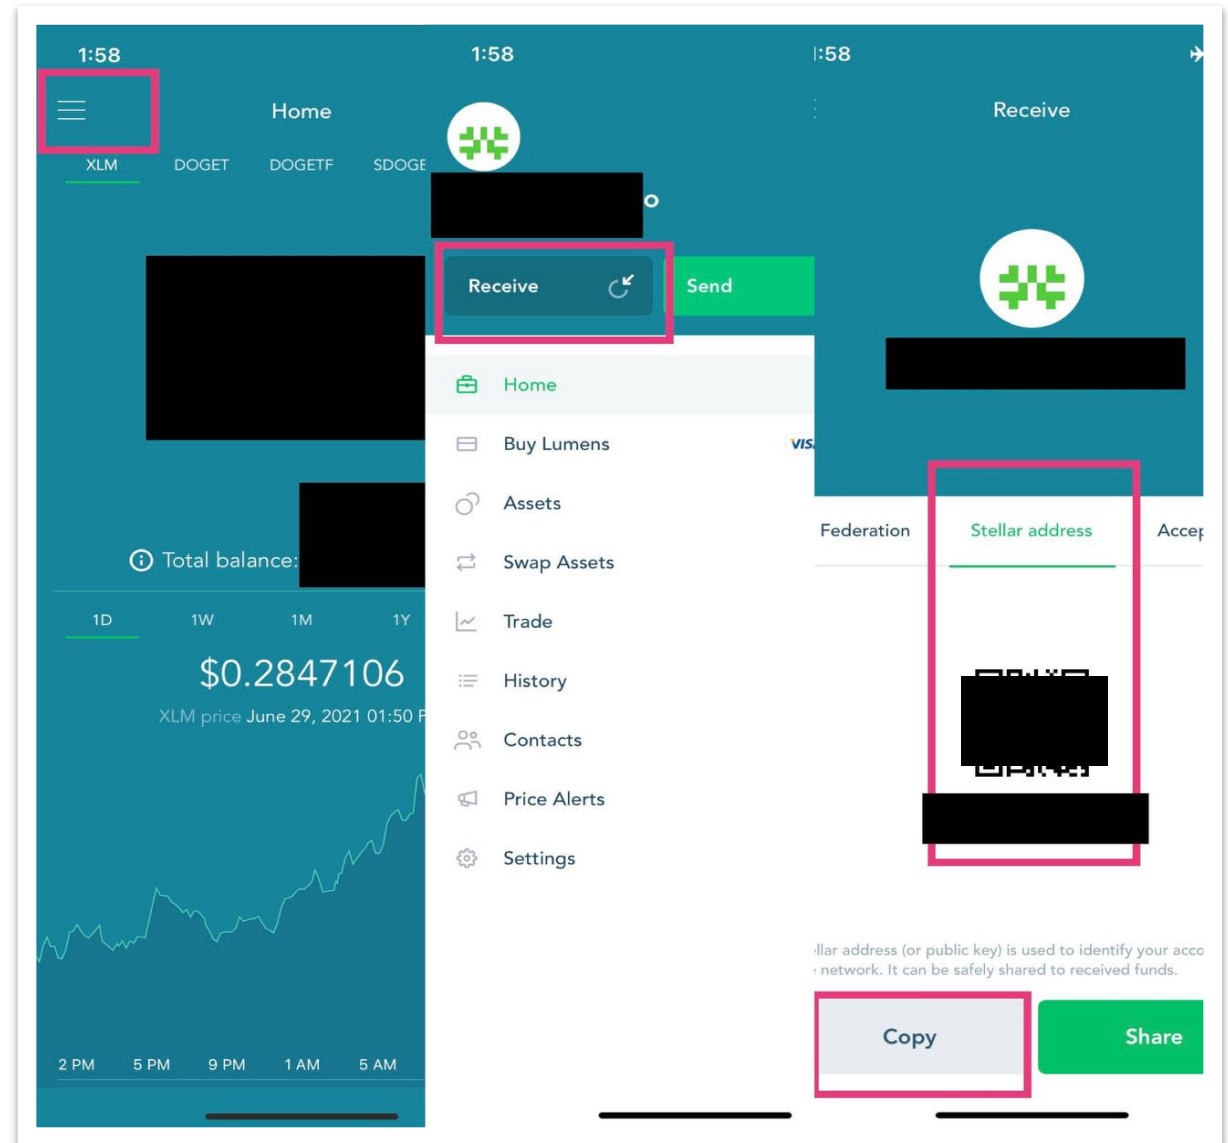 1:58
Home
XLM DOGET DOGETF SDOGE
Total balance:
1D 1W 1M 1Y
$0.2847106
XLM price June 29, 2021 01:50 P
2 PM 5 PM 9 PM 1 AM 5 AM
1:58
o
Receive Send
Home
Buy Lumens VISA
Assets
Swap Assets
Trade
History
Contacts
Price Alerts
Settings
:58
Receive
Federation Stellar address Accep
llar address (or public key) is used to identify your acco
network. It can be safely shared to received funds.
Copy Share